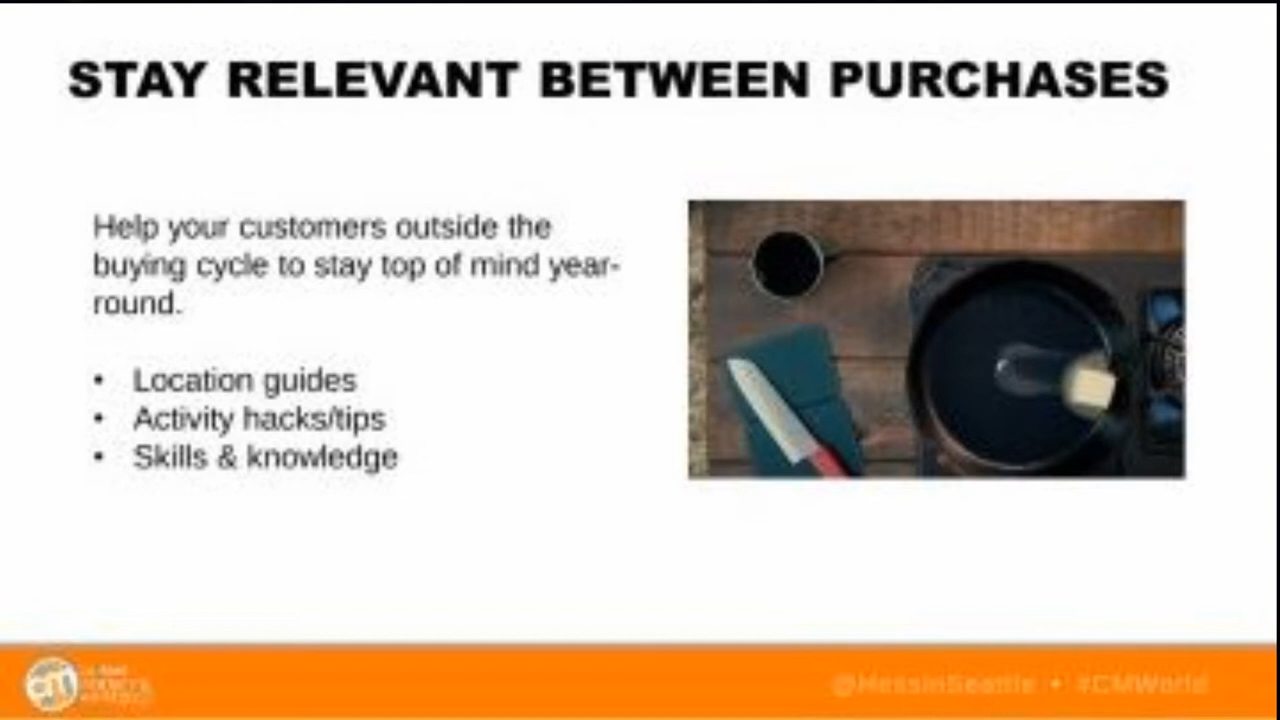 STAY RELEVANT BETWEEN PURCHASES
Help your customers outside the
buying cycle to stay top of mind year-
round.
• Location guides
• Activity hacks/tips
• Skills & knowledge
@HessinSeattle • #CMWorld